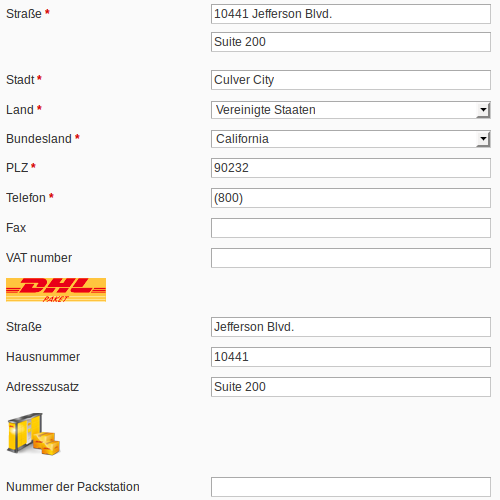 Straße * 10441 Jefferson Blvd.
Suite 200
Stadt * Culver City
Land * Vereinigte Staaten
Bundesland * California
PLZ * 90232
Telefon * (800)
Fax
VAT number
DHL
PAKET
Straße Jefferson Blvd.
Hausnummer 10441
Adresszusatz Suite 200
Nummer der Packstation